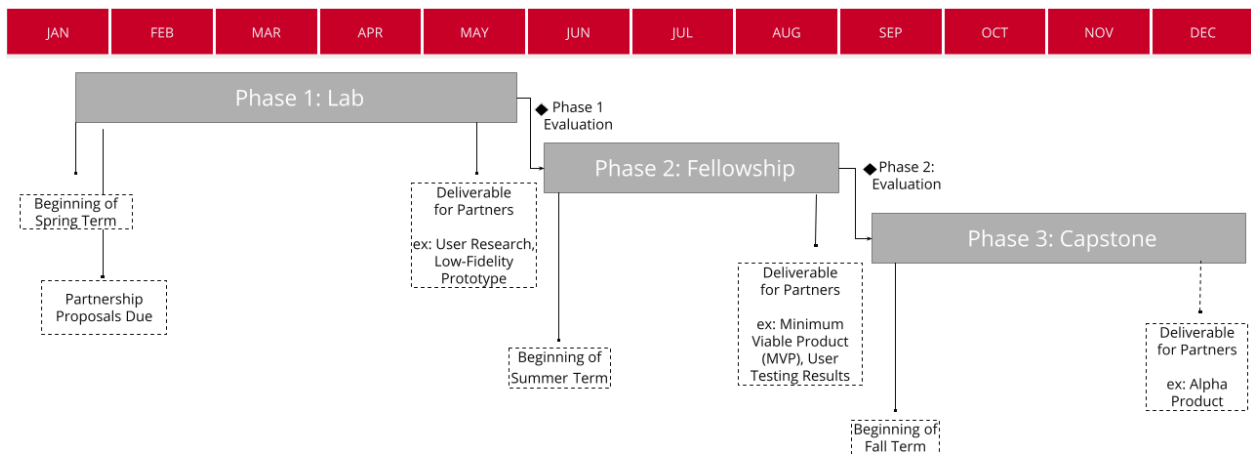 JAN FEB MAR APR MAY JUN JUL AUG SEP OCT NOV DEC
Phase 1: Lab
Phase 1
Evaluation
Phase 2: Fellowship
Phase 2:
Evaluation
Phase 3: Capstone
Beginning of
Spring Term
Partnership
Proposals Due
Deliverable
for Partners
ex: User Research,
Low-Fidelity
Prototype
Beginning of
Summer Term
Deliverable
for Partners
ex: Minimum
Viable Product
(MVP), User
Testing Results
Beginning of
Fall Term
Deliverable
for Partners
ex: Alpha
Product